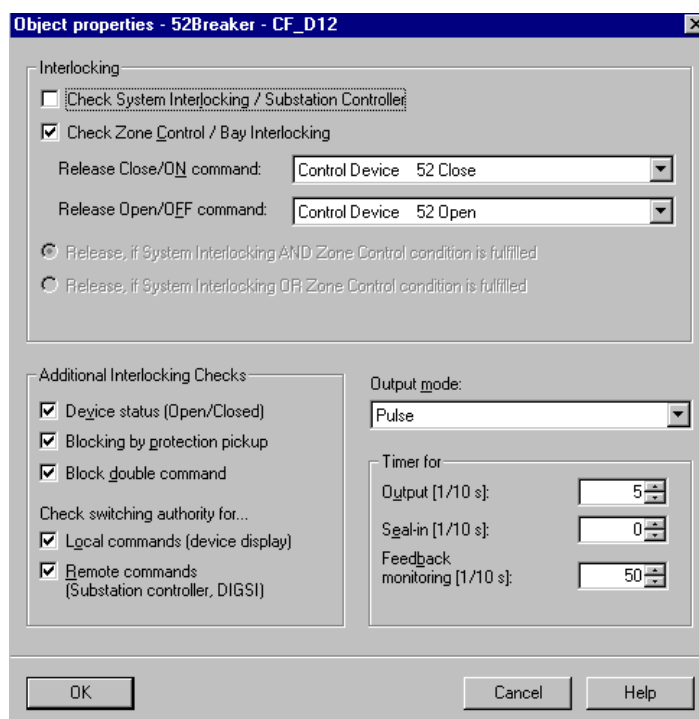 Object properties - 52Breaker - CF_D12
Interlocking
Check System Interlocking / Substation Controller
Check Zone Control / Bay Interlocking
Release Close/ON command: Control Device 52 Close
Release Open/OFF command: Control Device 52 Open
Release, if System Interlocking AND Zone Control condition is fulfilled
Release, if System Interlocking OR Zone Control condition is fulfilled
Additional Interlocking Checks
Device status (Open/Closed)
Blocking by protection pickup
Block double command
Check switching authority for...
Local commands (device display)
Remote commands
(Substation controller, DIGSI)
Output mode:
Pulse
Timer for
Output [1/10 s]: 5
Seal-in [1/10 s]: 0
Feedback
monitoring [1/10 s]: 50
OK Cancel Help